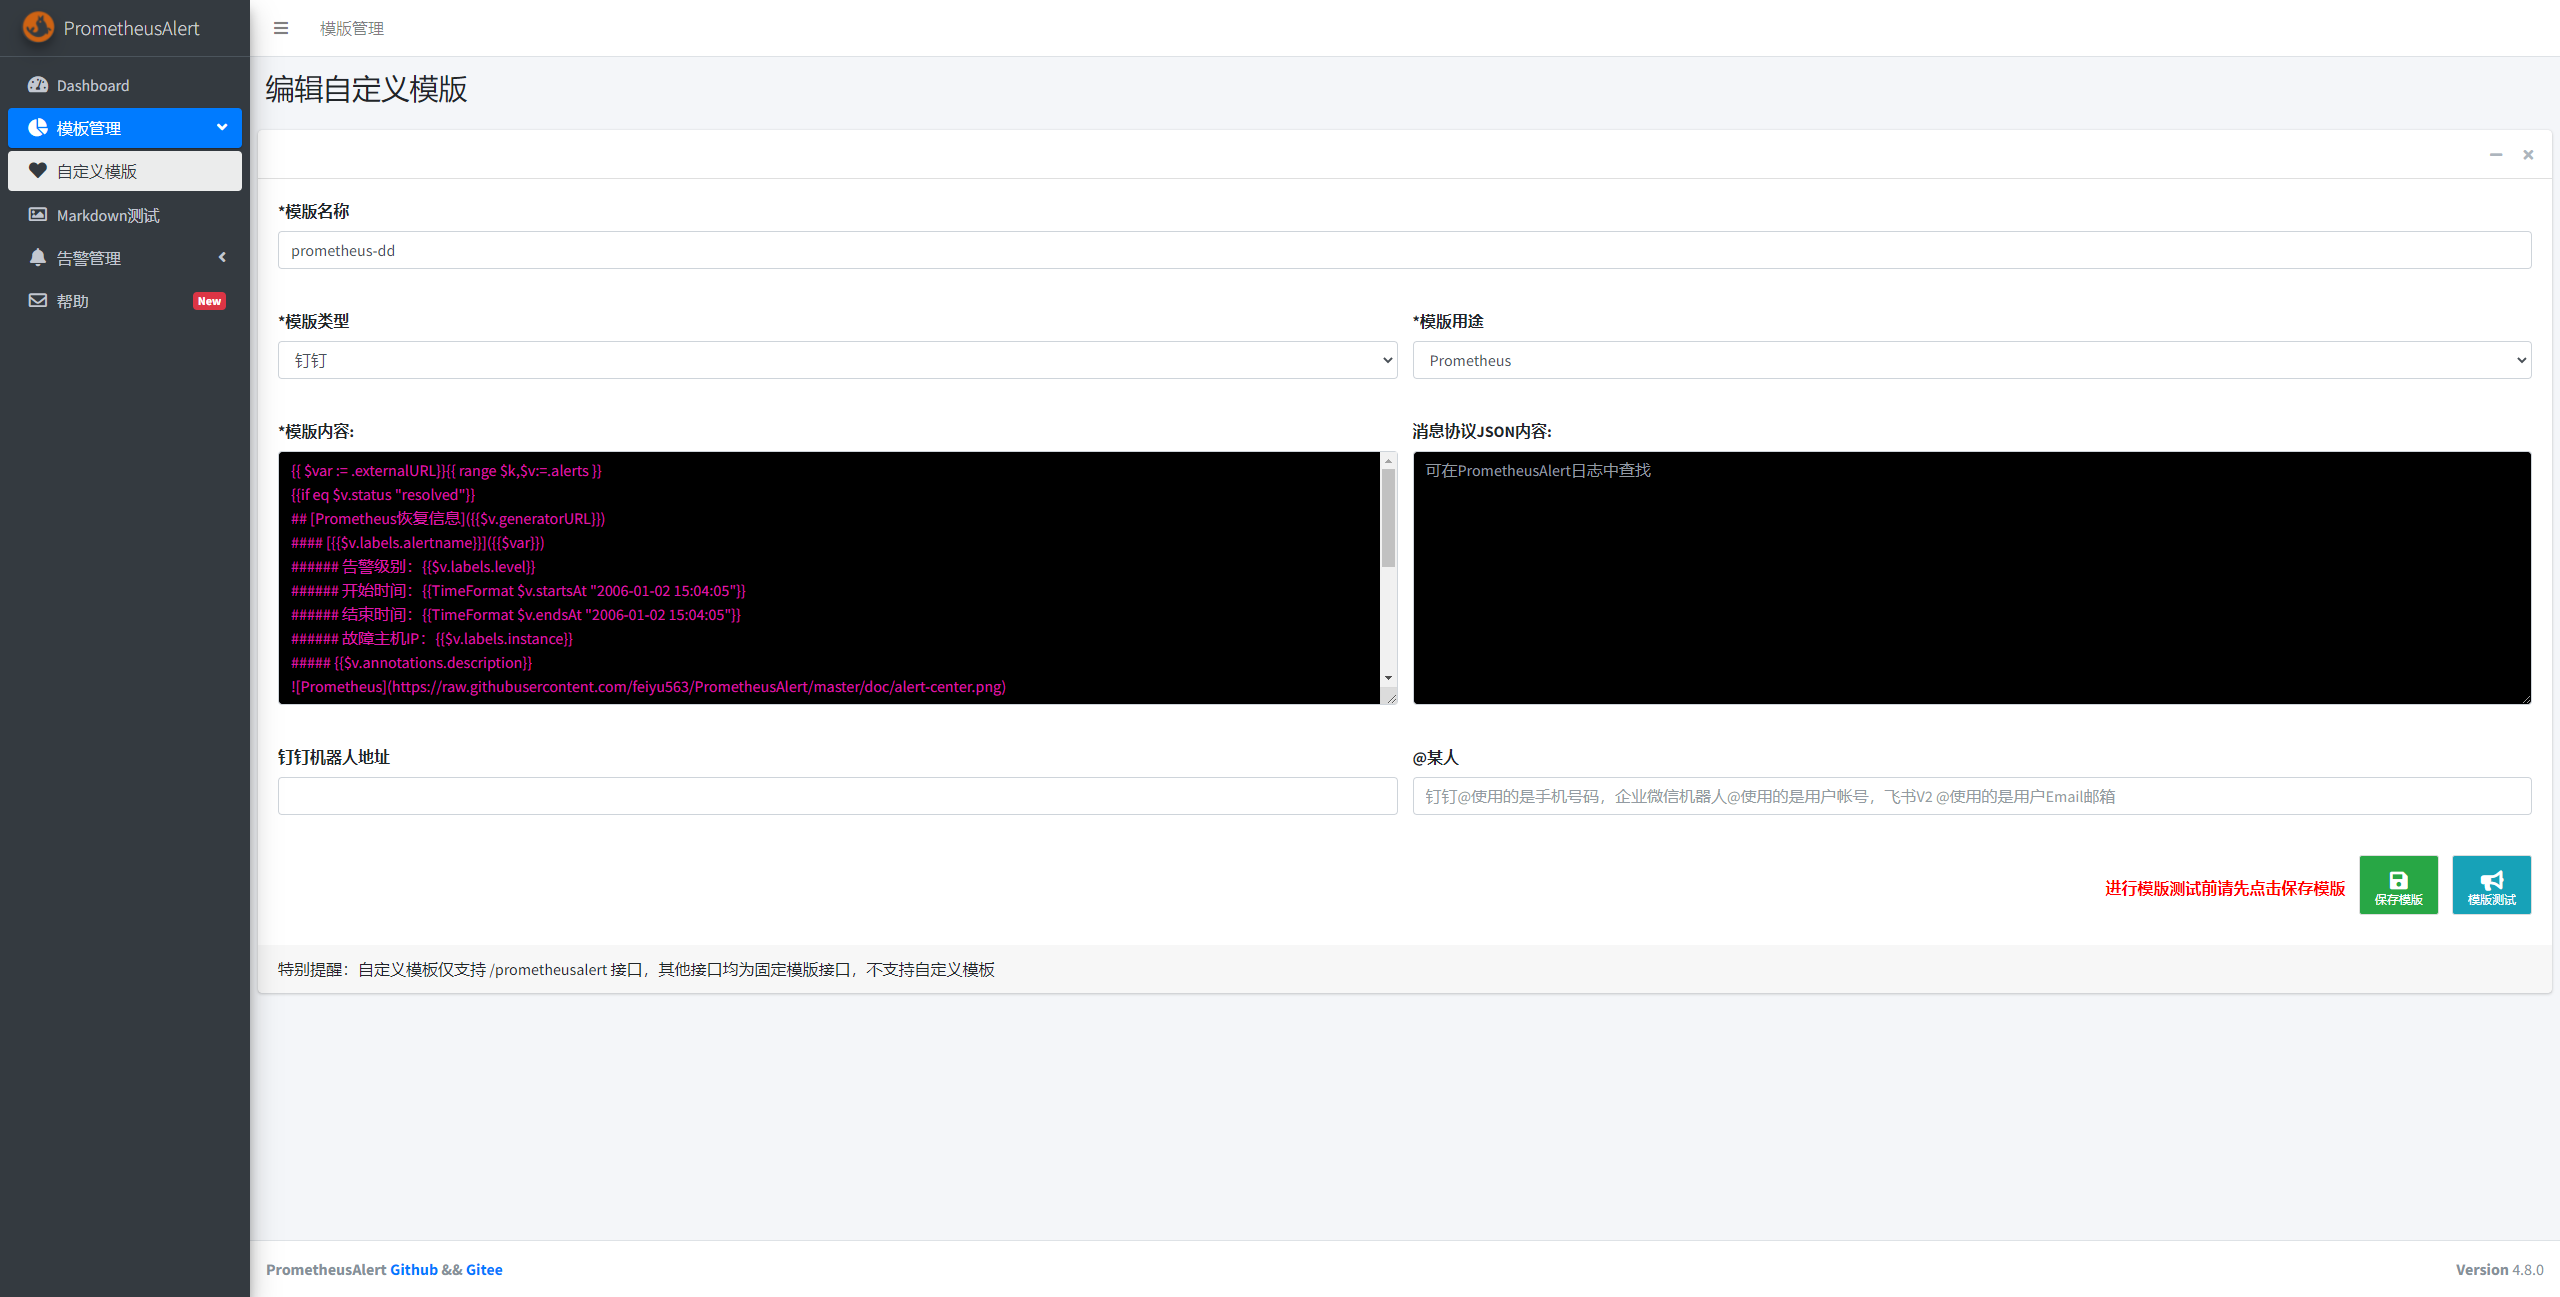 PrometheusAlert
Dashboard
模板管理
自定义模版
Markdown测试
告警管理
帮助
New
模版管理
编辑自定义模版
*模版名称
prometheus-dd
*模版类型
钉钉
*模版用途
Prometheus
*模版内容:
{{ $var := .externalURL}}{{ range $k,$v:=.alerts }}
{{if eq $v.status "resolved"}}
## [Prometheus恢复信息]({{$v.generatorURL}})
#### [{{$v.labels.alertname}}]({{$var}})
###### 告警级别：{{$v.labels.level}}
###### 开始时间：{{TimeFormat $v.startsAt "2006-01-02 15:04:05"}}
###### 结束时间：{{TimeFormat $v.endsAt "2006-01-02 15:04:05"}}
###### 故障主机IP：{{$v.labels.instance}}
##### {{$v.annotations.description}}
![Prometheus](https://raw.githubusercontent.com/feiyu563/PrometheusAlert/master/doc/alert-center.png)
消息协议JSON内容:
可在PrometheusAlert日志中查找
钉钉机器人地址
@某人
钉钉@使用的是手机号码，企业微信机器人@使用的是用户帐号，飞书V2 @使用的是用户Email邮箱
进行模版测试前请先点击保存模版
保存模版
模版测试
特别提醒：自定义模板仅支持 /prometheusalert 接口，其他接口均为固定模版接口，不支持自定义模板
PrometheusAlert Github && Gitee
Version 4.8.0